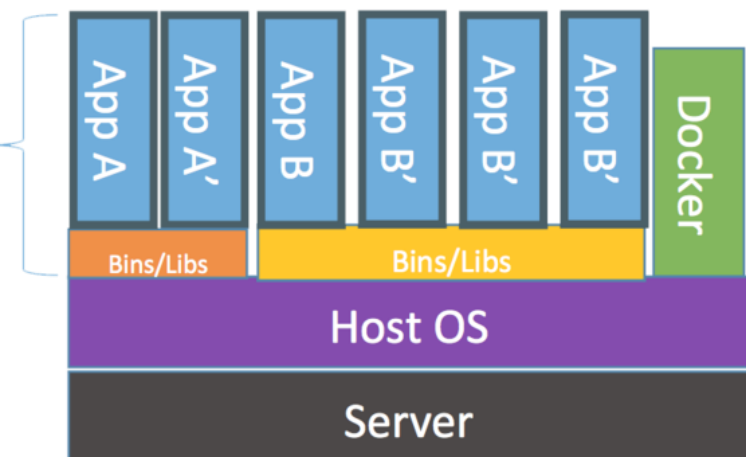 App A
App A’
App B
App B’
App B’
App B’
Docker
Bins/Libs
Bins/Libs
Host OS
Server